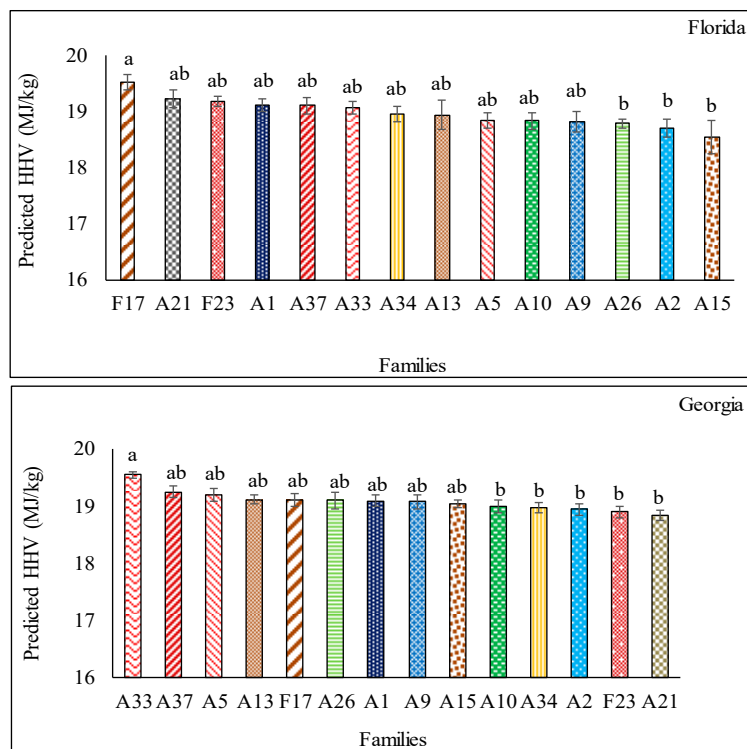 Florida
Predicted HHV (MJ/kg)
20
19
18
17
16
a ab ab ab ab ab ab ab ab ab ab b b b
F17 A21 F23 A1 A37 A33 A34 A13 A5 A10 A9 A26 A2 A15
Families
Georgia
Predicted HHV (MJ/kg)
20
19
18
17
16
a ab ab ab ab ab ab ab ab b b b b b
A33 A37 A5 A13 F17 A26 A1 A9 A15 A10 A34 A2 F23 A21
Families